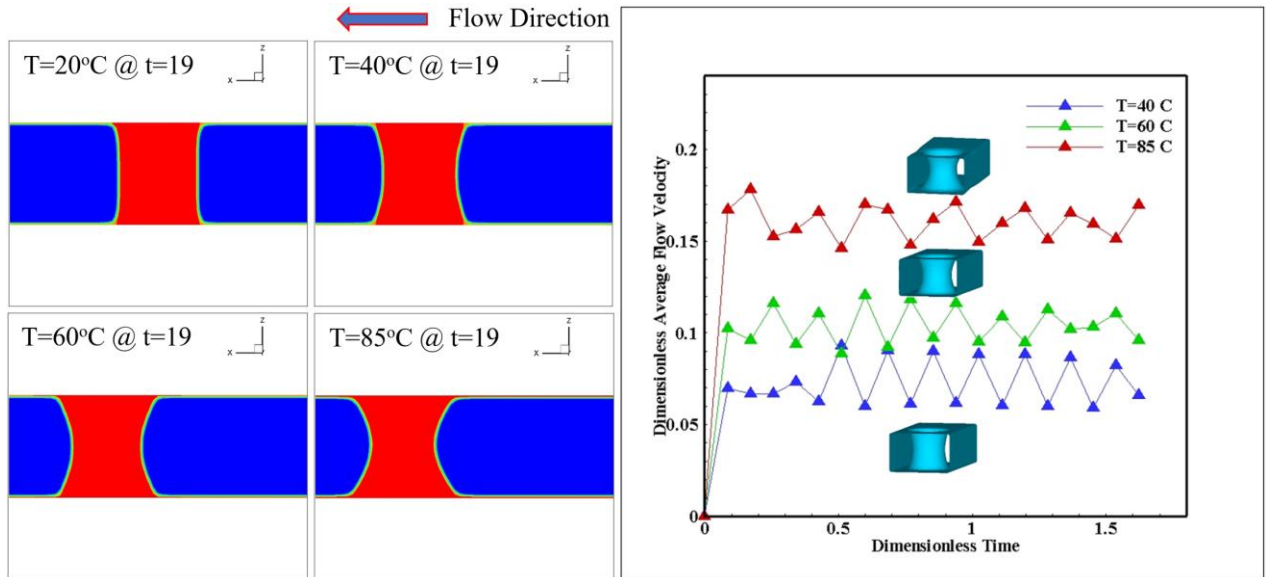 Flow Direction
T=20°C @ t=19
z
x
T=40°C @ t=19
z
x
T=60°C @ t=19
z
x
T=85°C @ t=19
z
x
T=40 C
T=60 C
T=85 C
Dimensionless Average Flow Velocity
0.2
0.15
0.1
0.05
0
0
0.5
1
1.5
Dimensionless Time